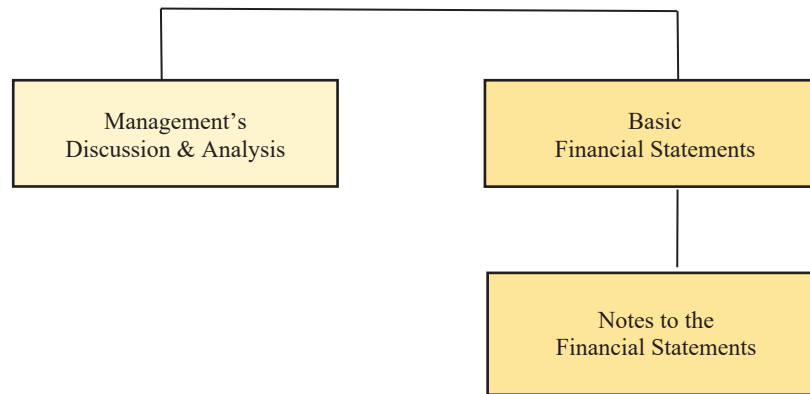 Management’s
Discussion & Analysis
Basic
Financial Statements
Notes to the
Financial Statements